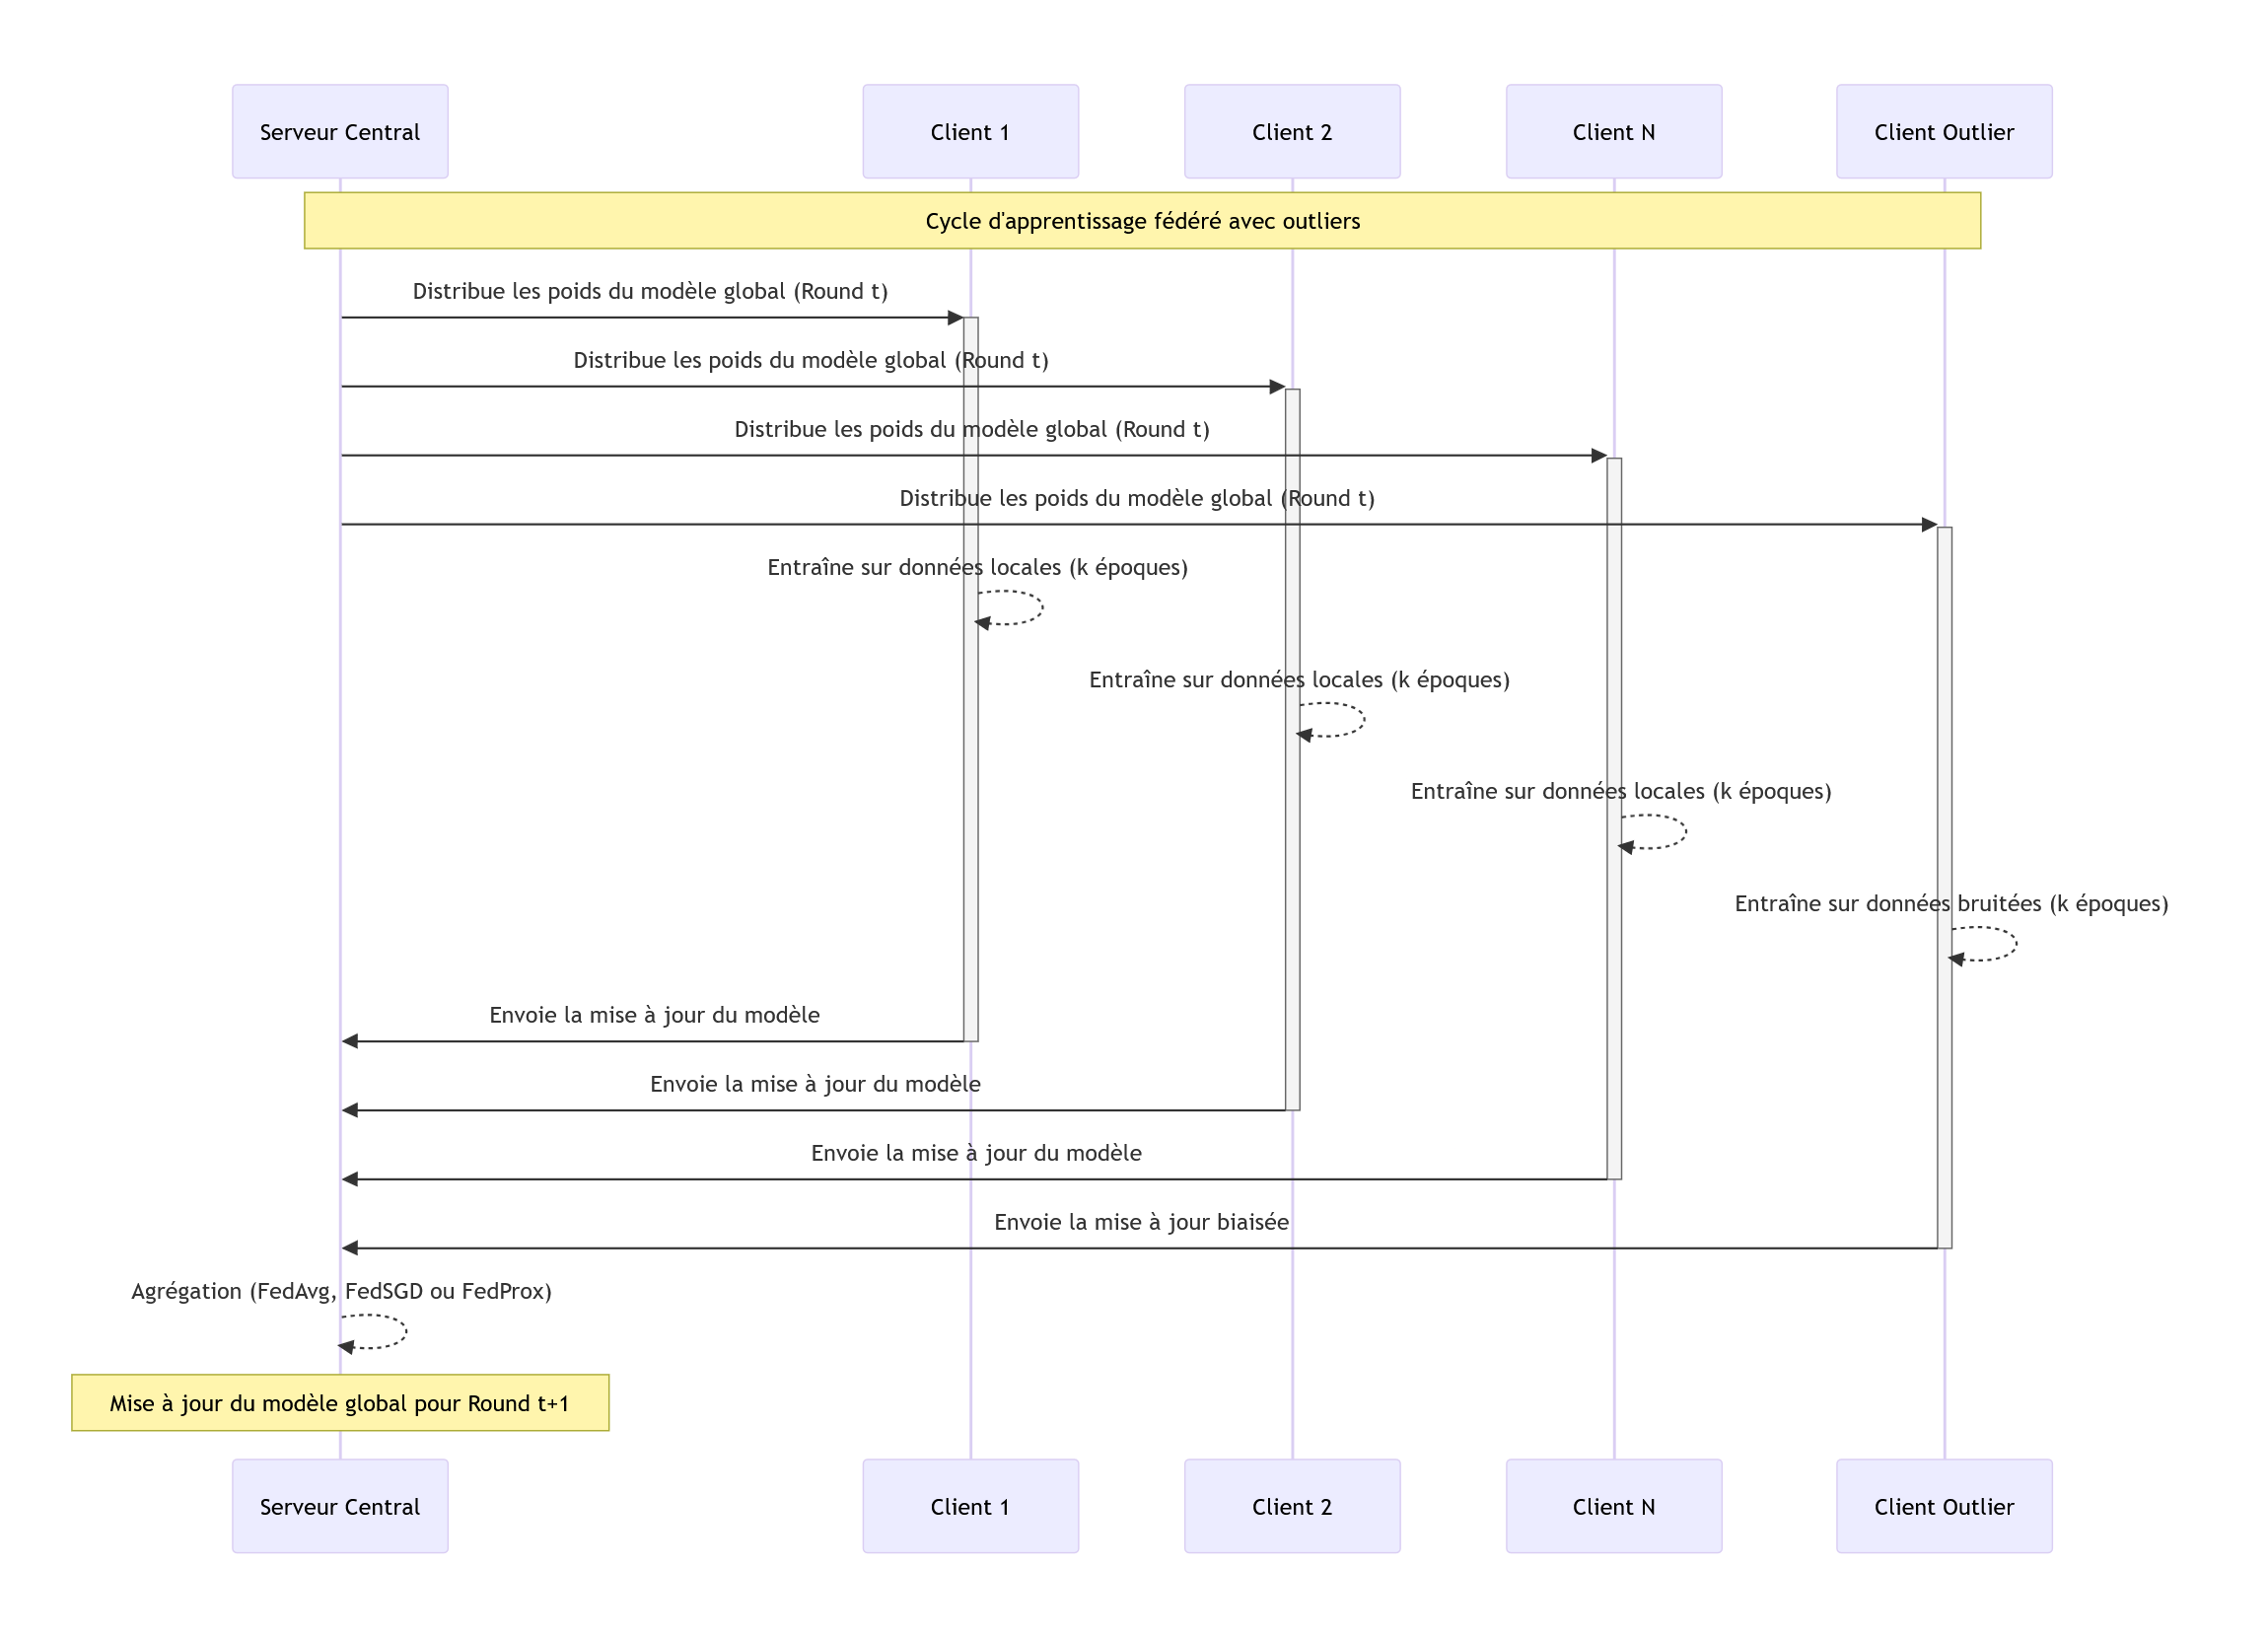 Serveur Central
Client 1
Client 2
Client N
Client Outlier
Cycle d'apprentissage fédéré avec outliers
Distribue les poids du modèle global (Round t)
Distribue les poids du modèle global (Round t)
Distribue les poids du modèle global (Round t)
Distribue les poids du modèle global (Round t)
Entraîne sur données locales (k époques)
Entraîne sur données locales (k époques)
Entraîne sur données locales (k époques)
Entraîne sur données bruitées (k époques)
Envoie la mise à jour du modèle
Envoie la mise à jour du modèle
Envoie la mise à jour du modèle
Envoie la mise à jour biaisée
Agrégation (FedAvg, FedSGD ou FedProx)
Mise à jour du modèle global pour Round t+1
Serveur Central
Client 1
Client 2
Client N
Client Outlier